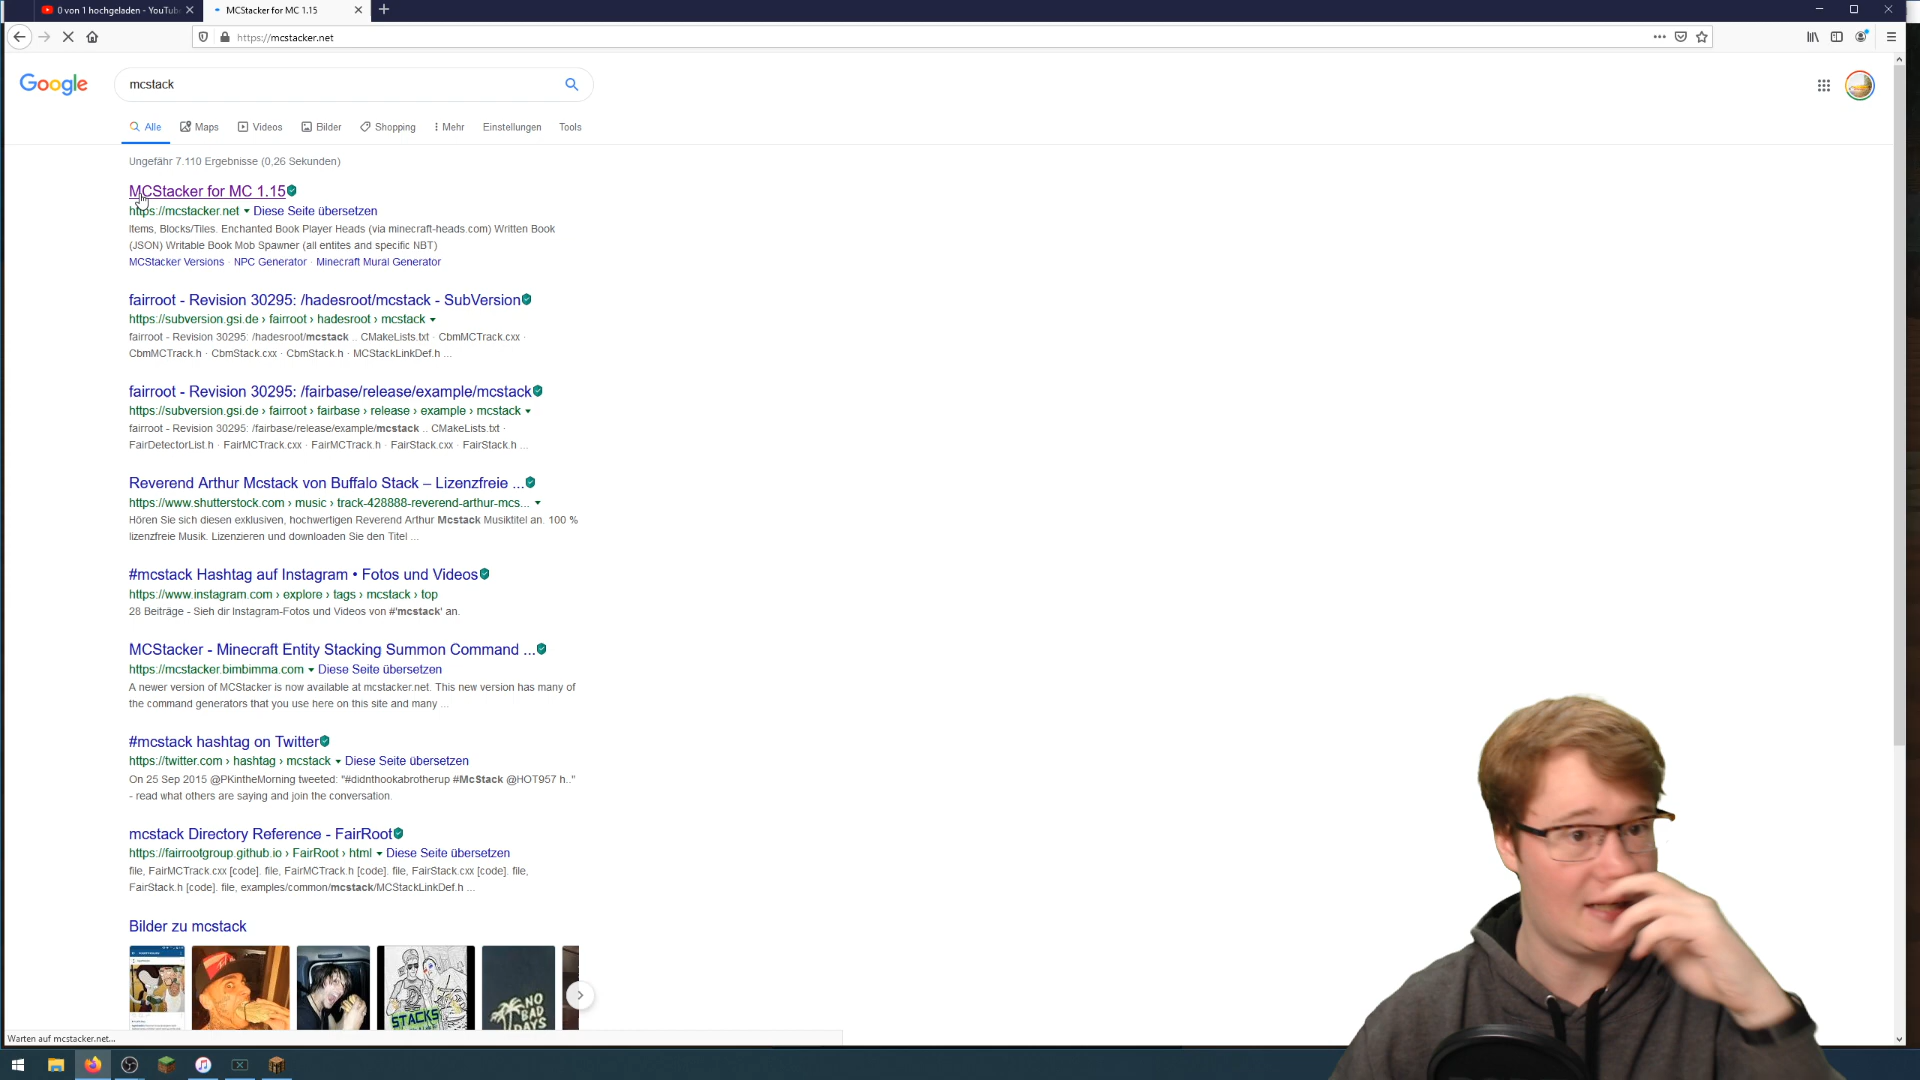 0 von 1 hochgeladen - YouTub
MCStacker for MC 1.15
https://mcstacker.net
Google
mcstack
Alle
Maps
Videos
Bilder
Shopping
Mehr
Einstellungen
Tools
Ungefähr 7.110 Ergebnisse (0,26 Sekunden)
MCStacker for MC 1.15
https://mcstacker.net Diese Seite übersetzen
Items, Blocks/Tiles. Enchanted Book Player Heads (via minecraft-heads.com) Written Book
(JSON) Writable Book Mob Spawner (all entites and specific NBT)
MCStacker Versions · NPC Generator · Minecraft Mural Generator
fairroot - Revision 30295: /hadesroot/mcstack - SubVersion
https://subversion.gsi.de › fairroot › hadesroot › mcstack
fairroot - Revision 30295: /hadesroot/mcstack .. CMakeLists.txt · CbmMCTrack.cxx ·
CbmMCTrack.h · CbmStack.cxx · CbmStack.h · MCStackLinkDef.h ...
fairroot - Revision 30295: /fairbase/release/example/mcstack
https://subversion.gsi.de › fairroot › fairbase › release › example › mcstack
fairroot - Revision 30295: /fairbase/release/example/mcstack .. CMakeLists.txt ·
FairDetectorList.h · FairMCTrack.cxx · FairMCTrack.h · FairStack.cxx · FairStack.h ...
Reverend Arthur Mcstack von Buffalo Stack – Lizenzfreie ...
https://www.shutterstock.com › music › track-428888-reverend-arthur-mcs...
Hören Sie sich diesen exklusiven, hochwertigen Reverend Arthur Mcstack Musiktitel an. 100 %
lizenzfreie Musik. Lizenzieren und downloaden Sie den Titel ...
#mcstack Hashtag auf Instagram • Fotos und Videos
https://www.instagram.com › explore › tags › mcstack › top
28 Beiträge - Sieh dir Instagram-Fotos und Videos von #'mcstack' an.
MCStacker - Minecraft Entity Stacking Summon Command ...
https://mcstacker.bimbimma.com Diese Seite übersetzen
A newer version of MCStacker is now available at mcstacker.net. This new version has many of
the command generators that you use here on this site and many ...
#mcstack hashtag on Twitter
https://twitter.com › hashtag › mcstack Diese Seite übersetzen
On 25 Sep 2015 @PKintheMorning tweeted: "#didnthookabrotherup #McStack @HOT957 h.."
- read what others are saying and join the conversation.
mcstack Directory Reference - FairRoot
https://fairrootgroup.github.io › FairRoot › html Diese Seite übersetzen
file, FairMCTrack.cxx [code]. file, FairMCTrack.h [code]. file, FairStack.cxx [code]. file,
FairStack.h [code]. file, examples/common/mcstack/MCStackLinkDef.h ...
Bilder zu mcstack
STACKS
NO
BAD
DAYS
Warten auf mcstacker.net...